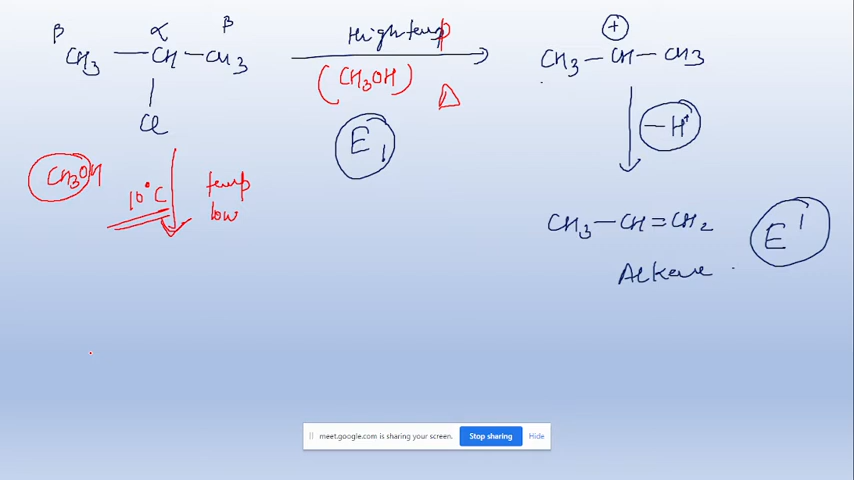 β α β
CH3 — CH — CH3
Cl
High temp
(CH3OH) Δ
E1
⊕
CH3 — CH — CH3
−H+
CH3 — CH = CH2
E1
Alkene
CH3OH
10°C
temp
low
meet.google.com is sharing your screen. Stop sharing Hide